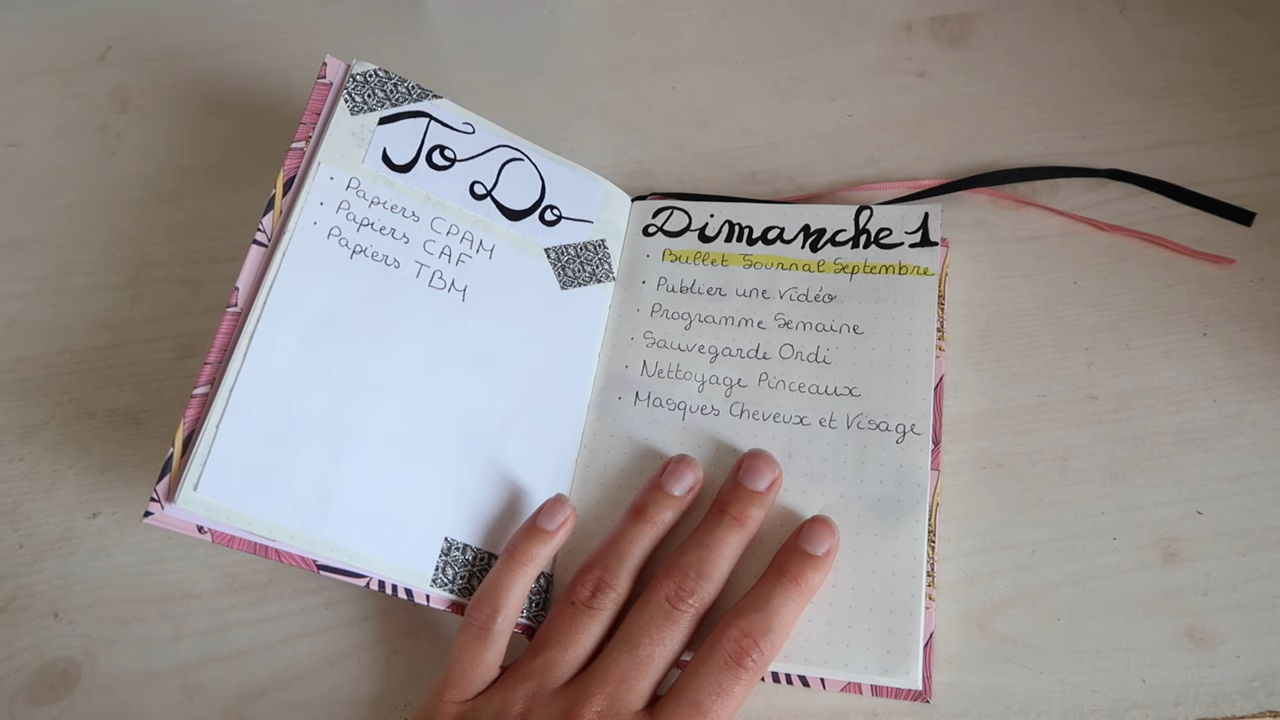 To Do
· Papiers CPAM
· Papiers CAF
· Papiers TBM
Dimanche 1
· Bullet Journal Septembre
· Publier une Vidéo
· Programme Semaine
· Sauvegarde Ordi
· Nettoyage Pinceaux
· Masques Cheveux et Visage